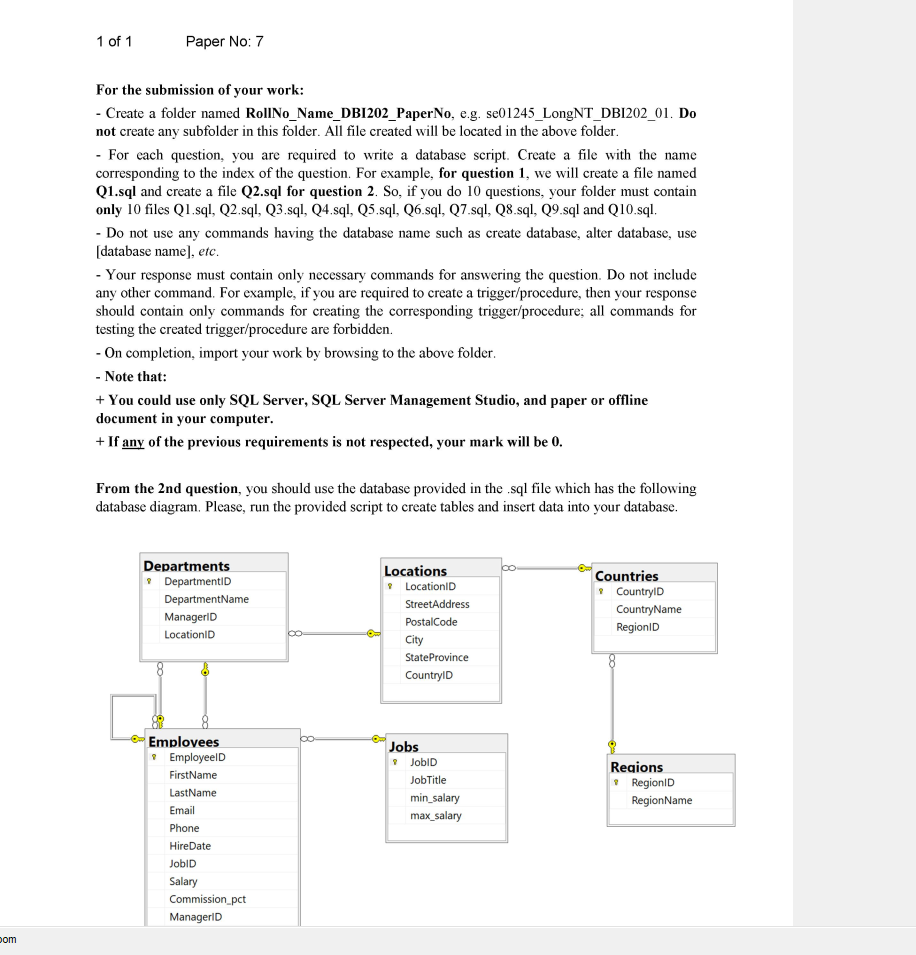 1 of 1 Paper No: 7
For the submission of your work:
- Create a folder named RollNo_Name_DBI202_PaperNo, e.g. se01245_LongNT_DBI202_01. Do
not create any subfolder in this folder. All file created will be located in the above folder.
- For each question, you are required to write a database script. Create a file with the name
corresponding to the index of the question. For example, for question 1, we will create a file named
Q1.sql and create a file Q2.sql for question 2. So, if you do 10 questions, your folder must contain
only 10 files Q1.sql, Q2.sql, Q3.sql, Q4.sql, Q5.sql, Q6.sql, Q7.sql, Q8.sql, Q9.sql and Q10.sql.
- Do not use any commands having the database name such as create database, alter database, use
[database name], etc.
- Your response must contain only necessary commands for answering the question. Do not include
any other command. For example, if you are required to create a trigger/procedure, then your response
should contain only commands for creating the corresponding trigger/procedure; all commands for
testing the created trigger/procedure are forbidden.
- On completion, import your work by browsing to the above folder.
- Note that:
+ You could use only SQL Server, SQL Server Management Studio, and paper or offline
document in your computer.
+ If any of the previous requirements is not respected, your mark will be 0.
From the 2nd question, you should use the database provided in the .sql file which has the following
database diagram. Please, run the provided script to create tables and insert data into your database.
Departments
DepartmentID
DepartmentName
ManagerID
LocationID
Locations
LocationID
StreetAddress
PostalCode
City
StateProvince
CountryID
Countries
CountryID
CountryName
RegionID
Employees
EmployeeID
FirstName
LastName
Email
Phone
HireDate
JobID
Salary
Commission_pct
ManagerID
Jobs
JobID
JobTitle
min_salary
max_salary
Regions
RegionID
RegionName